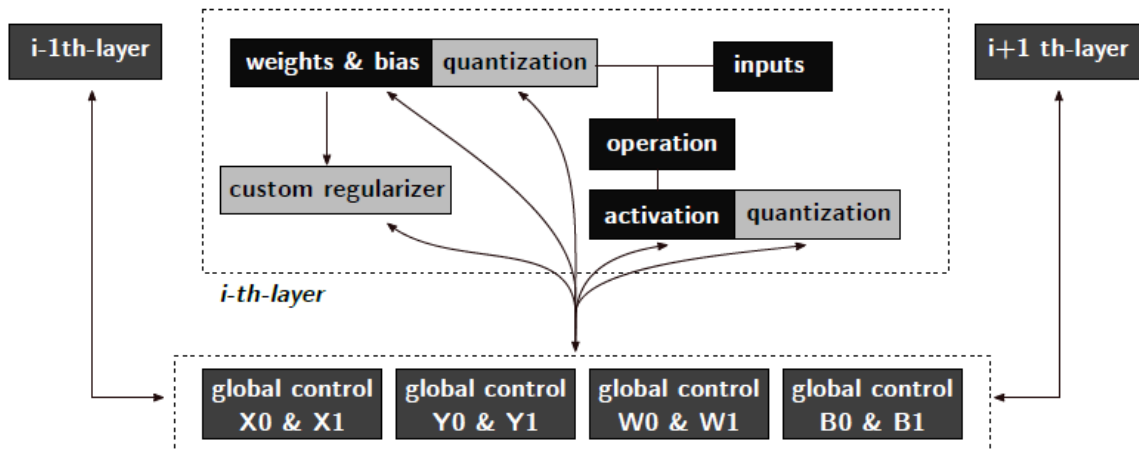 i-1th-layer
weights & bias
quantization
inputs
i+1 th-layer
operation
custom regularizer
activation
quantization
i-th-layer
global control
X0 & X1
global control
Y0 & Y1
global control
W0 & W1
global control
B0 & B1